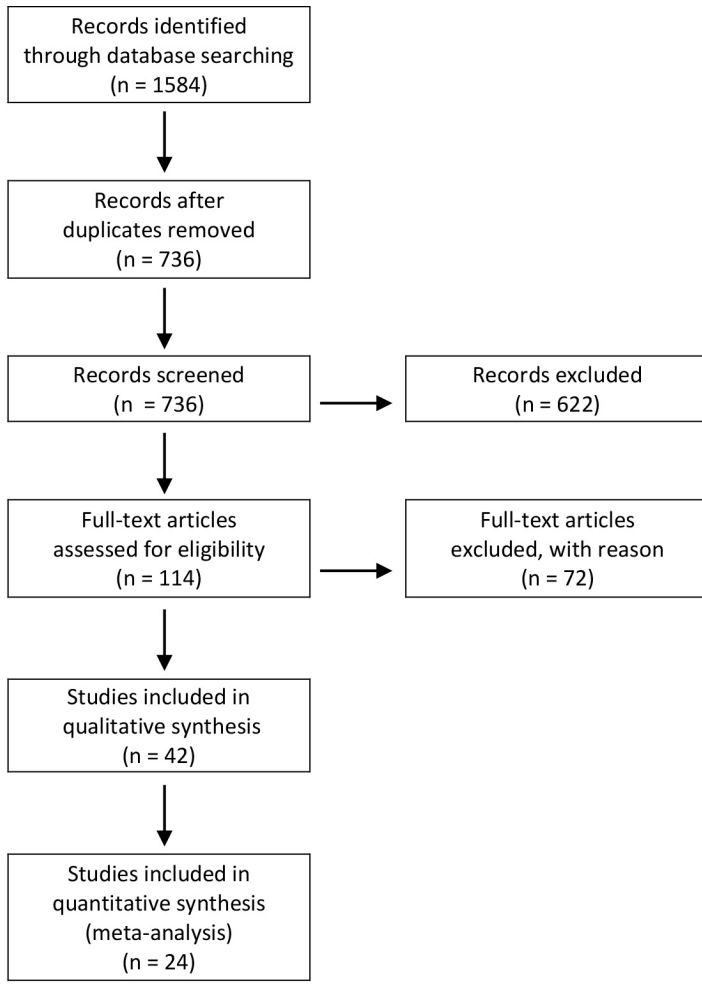 Records identified
through database searching
(n = 1584)
Records after
duplicates removed
(n = 736)
Records screened
(n  = 736)
Records excluded
(n = 622)
Full-text articles
assessed for eligibility
(n = 114)
Full-text articles
excluded, with reason
(n = 72)
Studies included in
qualitative synthesis
(n = 42)
Studies included in
quantitative synthesis
(meta-analysis)
(n = 24)